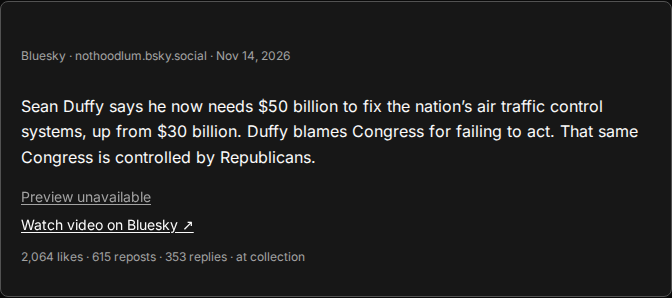 Bluesky · nothoodlum.bsky.social · Nov 14, 2026
Sean Duffy says he now needs $50 billion to fix the nation’s air traffic control
systems, up from $30 billion. Duffy blames Congress for failing to act. That same
Congress is controlled by Republicans.
Preview unavailable
Watch video on Bluesky ↗
2,064 likes · 615 reposts · 353 replies · at collection